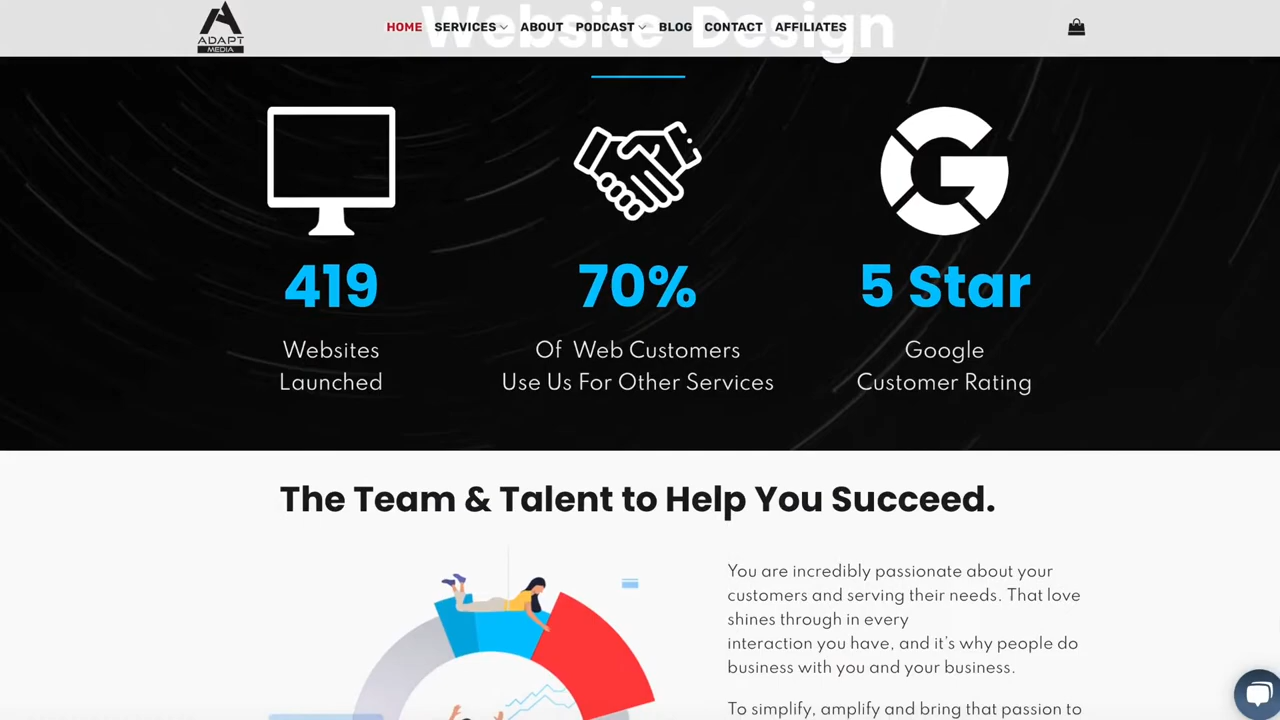 ADAPT
MEDIA
HOME SERVICES ABOUT PODCAST BLOG CONTACT AFFILIATES
Website Design
419
Websites
Launched
70%
Of Web Customers
Use Us For Other Services
5 Star
Google
Customer Rating
The Team & Talent to Help You Succeed.
You are incredibly passionate about your
customers and serving their needs. That love
shines through in every
interaction you have, and it's why people do
business with you and your business.
To simplify, amplify and bring that passion to